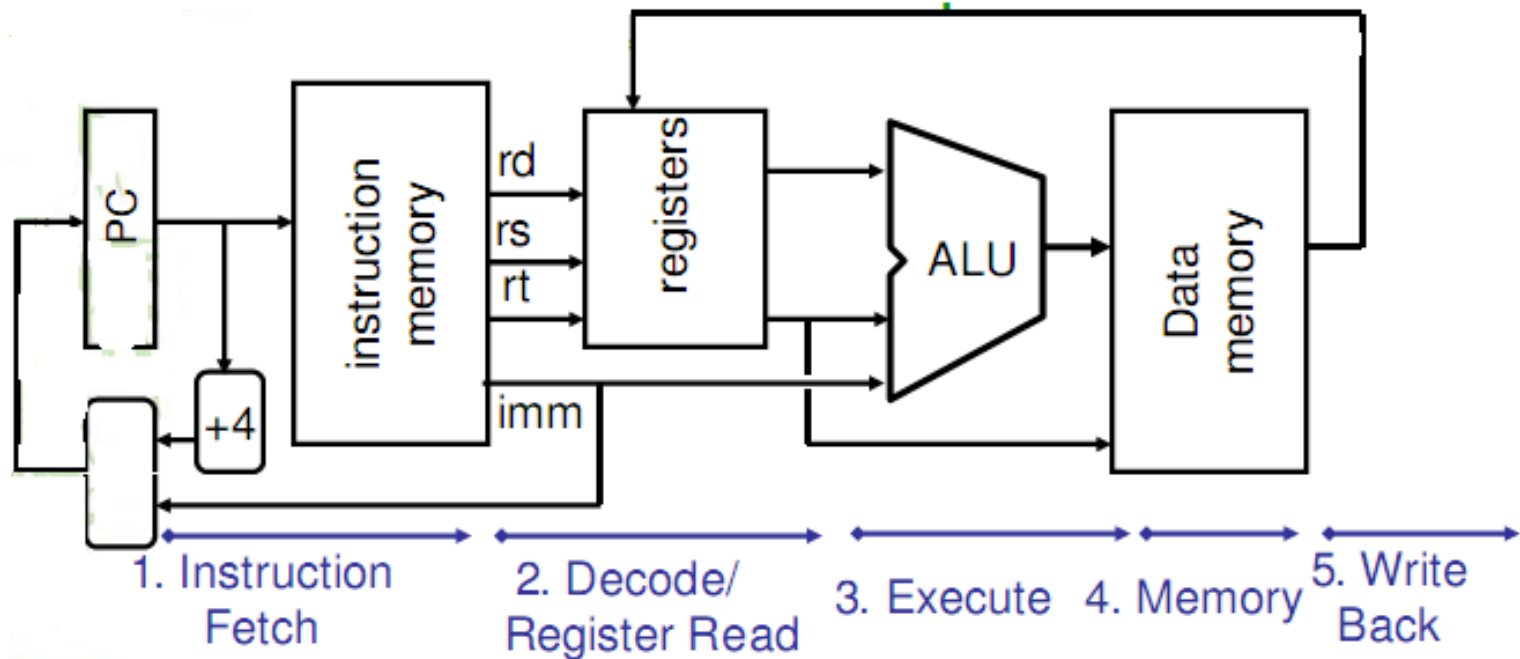 PC
+4
instruction
memory
rd
rs
rt
imm
registers
ALU
Data
memory
1. Instruction
Fetch
2. Decode/
Register Read
3. Execute
4. Memory
5. Write
Back